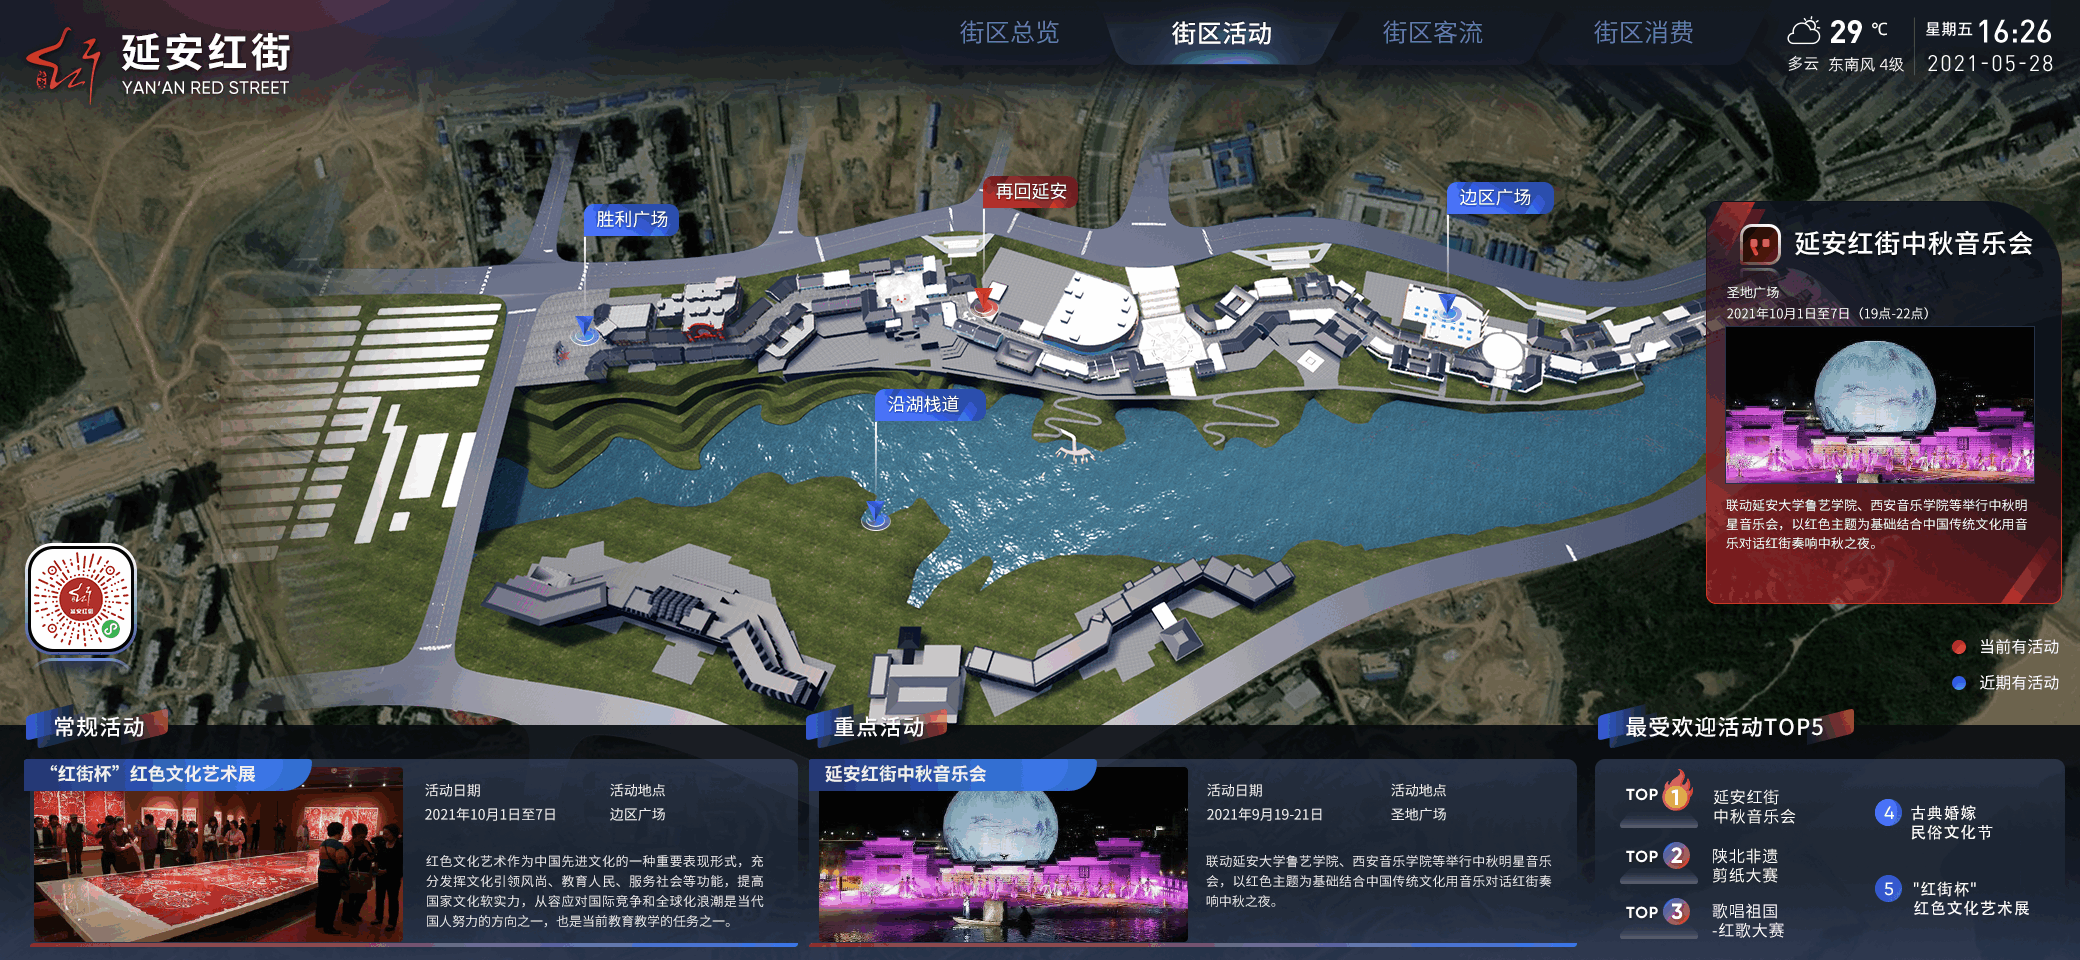 延安红街
YAN'AN RED STREET
街区总览
街区活动
街区客流
街区消费
29 ℃
多云 东南风 4级
星期五 16:26
2021-05-28
胜利广场
再回延安
边区广场
沿湖栈道
延安红街中秋音乐会
圣地广场
2021年10月1日至7日（19点-22点）
联动延安大学鲁艺学院、西安音乐学院等举行中秋明
星音乐会，以红色主题为基础结合中国传统文化用音
乐对话红街奏响中秋之夜。
延安红街
当前有活动
近期有活动
常规活动
“红街杯”红色文化艺术展
活动日期
2021年10月1日至7日
活动地点
边区广场
红色文化艺术作为中国先进文化的一种重要表现形式，充
分发挥文化引领风尚、教育人民、服务社会等功能，提高
国家文化软实力，从容应对国际竞争和全球化浪潮是当代
国人努力的方向之一，也是当前教育教学的任务之一。
重点活动
延安红街中秋音乐会
活动日期
2021年9月19-21日
活动地点
圣地广场
联动延安大学鲁艺学院、西安音乐学院等举行中秋明星音乐
会，以红色主题为基础结合中国传统文化用音乐对话红街奏
响中秋之夜。
最受欢迎活动TOP5
TOP 1
延安红街
中秋音乐会
TOP 2
陕北非遗
剪纸大赛
TOP 3
歌唱祖国
-红歌大赛
4
古典婚嫁
民俗文化节
5
"红街杯"
红色文化艺术展